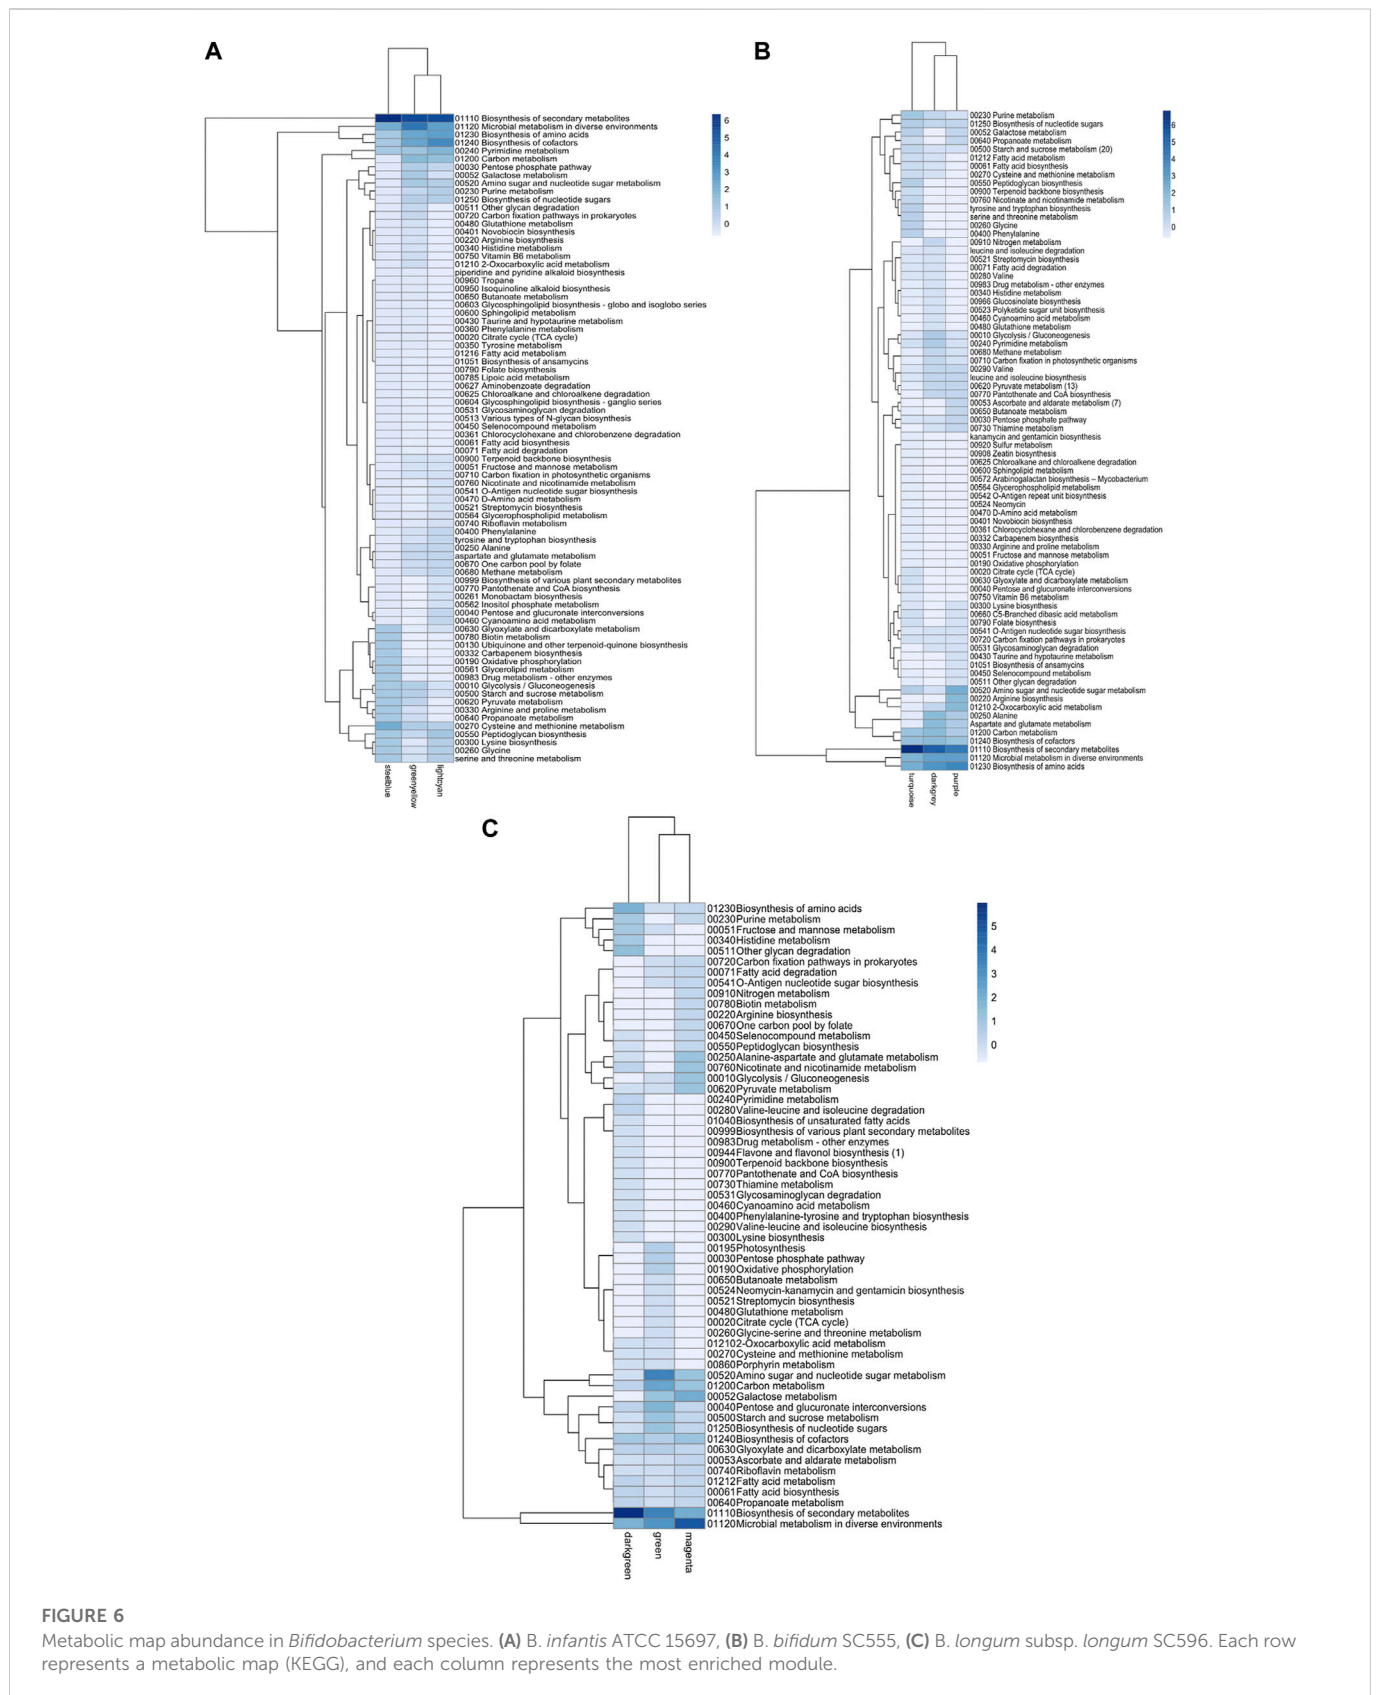 A
01110 Biosynthesis of secondary metabolites
01120 Microbial metabolism in diverse environments
01230 Biosynthesis of amino acids
01240 Biosynthesis of cofactors
00240 Pyrimidine metabolism
01200 Carbon metabolism
00030 Pentose phosphate pathway
00052 Galactose metabolism
00520 Amino sugar and nucleotide sugar metabolism
00230 Purine metabolism
01250 Biosynthesis of nucleotide sugars
00511 Other glycan degradation
00720 Carbon fixation pathways in prokaryotes
00480 Glutathione metabolism
00401 Novobiocin biosynthesis
00220 Arginine biosynthesis
00340 Histidine metabolism
00750 Vitamin B6 metabolism
01210 2-Oxocarboxylic acid metabolism
piperidine and pyridine alkaloid biosynthesis
00960 Tropane
00950 Isoquinoline alkaloid biosynthesis
00650 Butanoate metabolism
00603 Glycosphingolipid biosynthesis - globo and isoglobo series
00600 Sphingolipid metabolism
00430 Taurine and hypotaurine metabolism
00360 Phenylalanine metabolism
00020 Citrate cycle (TCA cycle)
00350 Tyrosine metabolism
01216 Fatty acid metabolism
01051 Biosynthesis of ansamycins
00790 Folate biosynthesis
00785 Lipoic acid metabolism
00627 Aminobenzoate degradation
00625 Chloroalkane and chloroalkene degradation
00604 Glycosphingolipid biosynthesis - ganglio series
00531 Glycosaminoglycan degradation
00513 Various types of N-glycan biosynthesis
00450 Selenocompound metabolism
00361 Chlorocyclohexane and chlorobenzene degradation
00061 Fatty acid biosynthesis
00071 Fatty acid degradation
00900 Terpenoid backbone biosynthesis
00051 Fructose and mannose metabolism
00710 Carbon fixation in photosynthetic organisms
00760 Nicotinate and nicotinamide metabolism
00541 O-Antigen nucleotide sugar biosynthesis
00470 D-Amino acid metabolism
00521 Streptomycin biosynthesis
00564 Glycerophospholipid metabolism
00740 Riboflavin metabolism
00400 Phenylalanine
tyrosine and tryptophan biosynthesis
00250 Alanine
aspartate and glutamate metabolism
00670 One carbon pool by folate
00680 Methane metabolism
00999 Biosynthesis of various plant secondary metabolites
00770 Pantothenate and CoA biosynthesis
00261 Monobactam biosynthesis
00562 Inositol phosphate metabolism
00040 Pentose and glucuronate interconversions
00460 Cyanoamino acid metabolism
00630 Glyoxylate and dicarboxylate metabolism
00780 Biotin metabolism
00130 Ubiquinone and other terpenoid-quinone biosynthesis
00332 Carbapenem biosynthesis
00190 Oxidative phosphorylation
00561 Glycerolipid metabolism
00983 Drug metabolism - other enzymes
00010 Glycolysis / Gluconeogenesis
00500 Starch and sucrose metabolism
00620 Pyruvate metabolism
00330 Arginine and proline metabolism
00640 Propanoate metabolism
00270 Cysteine and methionine metabolism
00550 Peptidoglycan biosynthesis
00300 Lysine biosynthesis
00260 Glycine
serine and threonine metabolism
steelblue
greenyellow
lightcyan
6
5
4
3
2
1
0
B
00230 Purine metabolism
01250 Biosynthesis of nucleotide sugars
00052 Galactose metabolism
00640 Propanoate metabolism
00500 Starch and sucrose metabolism (20)
01212 Fatty acid metabolism
00061 Fatty acid biosynthesis
00270 Cysteine and methionine metabolism
00550 Peptidoglycan biosynthesis
00900 Terpenoid backbone biosynthesis
00760 Nicotinate and nicotinamide metabolism
tyrosine and tryptophan biosynthesis
serine and threonine metabolism
00260 Glycine
00400 Phenylalanine
00910 Nitrogen metabolism
leucine and isoleucine degradation
00521 Streptomycin biosynthesis
00071 Fatty acid degradation
00280 Valine
00983 Drug metabolism - other enzymes
00340 Histidine metabolism
00966 Glucosinolate biosynthesis
00523 Polyketide sugar unit biosynthesis
00460 Cyanoamino acid metabolism
00480 Glutathione metabolism
00010 Glycolysis / Gluconeogenesis
00240 Pyrimidine metabolism
00680 Methane metabolism
00710 Carbon fixation in photosynthetic organisms
00290 Valine
leucine and isoleucine biosynthesis
00620 Pyruvate metabolism (13)
00770 Pantothenate and CoA biosynthesis
00053 Ascorbate and aldarate metabolism (7)
00650 Butanoate metabolism
00030 Pentose phosphate pathway
00730 Thiamine metabolism
kanamycin and gentamicin biosynthesis
00920 Sulfur metabolism
00908 Zeatin biosynthesis
00625 Chloroalkane and chloroalkene degradation
00600 Sphingolipid metabolism
00572 Arabinogalactan biosynthesis – Mycobacterium
00564 Glycerophospholipid metabolism
00542 O-Antigen repeat unit biosynthesis
00524 Neomycin
00470 D-Amino acid metabolism
00401 Novobiocin biosynthesis
00361 Chlorocyclohexane and chlorobenzene degradation
00332 Carbapenem biosynthesis
00330 Arginine and proline metabolism
00051 Fructose and mannose metabolism
00190 Oxidative phosphorylation
00020 Citrate cycle (TCA cycle)
00630 Glyoxylate and dicarboxylate metabolism
00040 Pentose and glucuronate interconversions
00750 Vitamin B6 metabolism
00300 Lysine biosynthesis
00660 C5-Branched dibasic acid metabolism
00790 Folate biosynthesis
00541 O-Antigen nucleotide sugar biosynthesis
00720 Carbon fixation pathways in prokaryotes
00531 Glycosaminoglycan degradation
00430 Taurine and hypotaurine metabolism
01051 Biosynthesis of ansamycins
00450 Selenocompound metabolism
00511 Other glycan degradation
00520 Amino sugar and nucleotide sugar metabolism
00220 Arginine biosynthesis
01210 2-Oxocarboxylic acid metabolism
00250 Alanine
Aspartate and glutamate metabolism
01200 Carbon metabolism
01240 Biosynthesis of cofactors
01110 Biosynthesis of secondary metabolites
01120 Microbial metabolism in diverse environments
01230 Biosynthesis of amino acids
turquoise
darkgrey
purple
6
5
4
3
2
1
0
C
01230Biosynthesis of amino acids
00230Purine metabolism
00051Fructose and mannose metabolism
00340Histidine metabolism
00511Other glycan degradation
00720Carbon fixation pathways in prokaryotes
00071Fatty acid degradation
00541O-Antigen nucleotide sugar biosynthesis
00910Nitrogen metabolism
00780Biotin metabolism
00220Arginine biosynthesis
00670One carbon pool by folate
00450Selenocompound metabolism
00550Peptidoglycan biosynthesis
00250Alanine-aspartate and glutamate metabolism
00760Nicotinate and nicotinamide metabolism
00010Glycolysis / Gluconeogenesis
00620Pyruvate metabolism
00240Pyrimidine metabolism
00280Valine-leucine and isoleucine degradation
01040Biosynthesis of unsaturated fatty acids
00999Biosynthesis of various plant secondary metabolites
00983Drug metabolism - other enzymes
00944Flavone and flavonol biosynthesis (1)
00900Terpenoid backbone biosynthesis
00770Pantothenate and CoA biosynthesis
00730Thiamine metabolism
00531Glycosaminoglycan degradation
00460Cyanoamino acid metabolism
00400Phenylalanine-tyrosine and tryptophan biosynthesis
00290Valine-leucine and isoleucine biosynthesis
00300Lysine biosynthesis
00195Photosynthesis
00030Pentose phosphate pathway
00190Oxidative phosphorylation
00650Butanoate metabolism
00524Neomycin-kanamycin and gentamicin biosynthesis
00521Streptomycin biosynthesis
00480Glutathione metabolism
00020Citrate cycle (TCA cycle)
00260Glycine-serine and threonine metabolism
012102-Oxocarboxylic acid metabolism
00270Cysteine and methionine metabolism
00860Porphyrin metabolism
00520Amino sugar and nucleotide sugar metabolism
01200Carbon metabolism
00052Galactose metabolism
00040Pentose and glucuronate interconversions
00500Starch and sucrose metabolism
01250Biosynthesis of nucleotide sugars
01240Biosynthesis of cofactors
00630Glyoxylate and dicarboxylate metabolism
00053Ascorbate and aldarate metabolism
00740Riboflavin metabolism
01212Fatty acid metabolism
00061Fatty acid biosynthesis
00640Propanoate metabolism
01110Biosynthesis of secondary metabolites
01120Microbial metabolism in diverse environments
darkgreen
green
magenta
5
4
3
2
1
0
FIGURE 6
Metabolic map abundance in Bifidobacterium species. (A) B. infantis ATCC 15697, (B) B. bifidum SC555, (C) B. longum subsp. longum SC596. Each row
represents a metabolic map (KEGG), and each column represents the most enriched module.